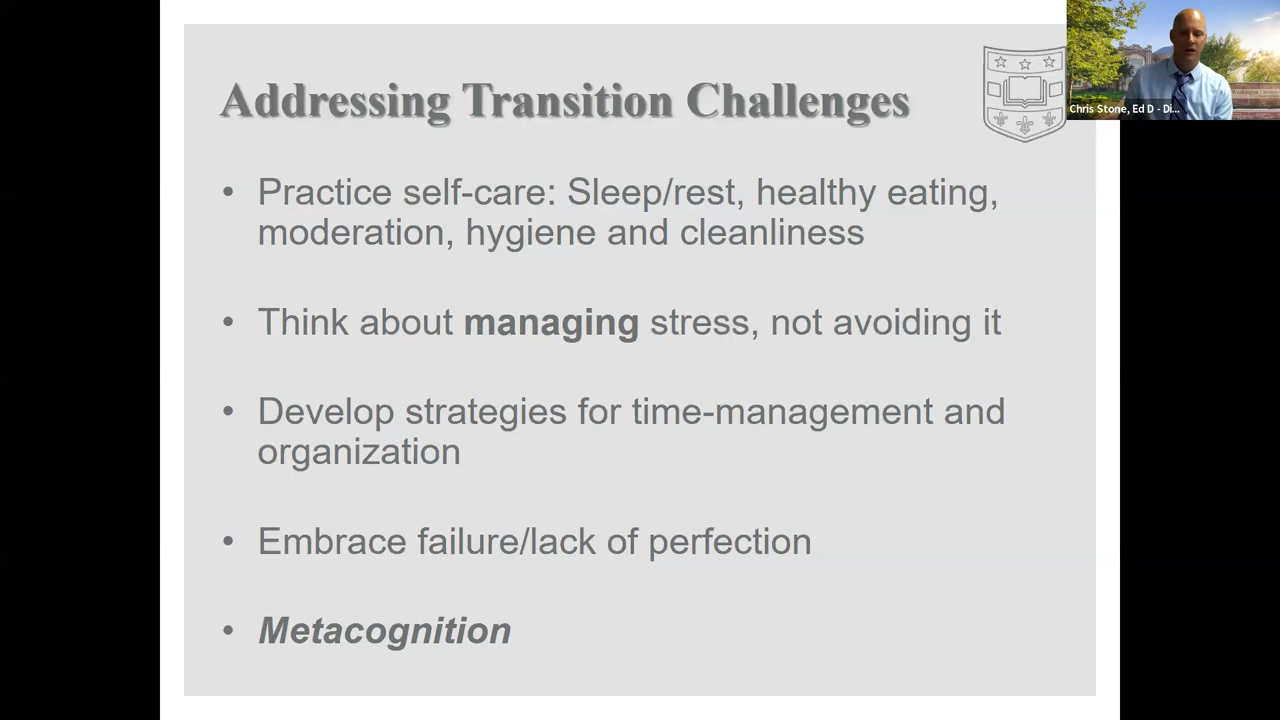 Addressing Transition Challenges
Chris Stone, Ed D - Di...
Washington Universi
• Practice self-care: Sleep/rest, healthy eating,
moderation, hygiene and cleanliness
• Think about managing stress, not avoiding it
• Develop strategies for time-management and
organization
• Embrace failure/lack of perfection
• Metacognition